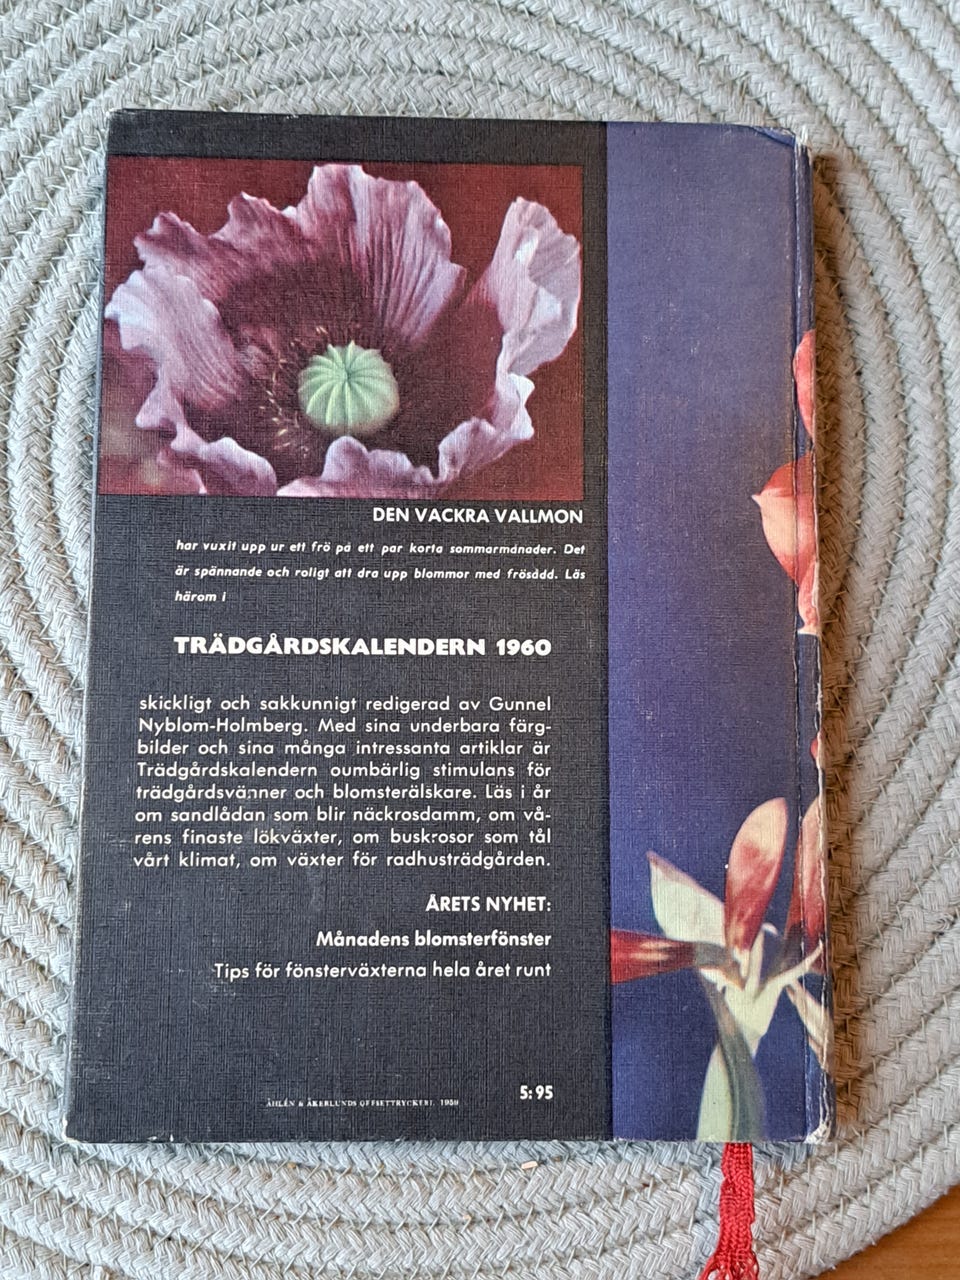 DEN VACKRA VALLMON
har vuxit upp ur ett frö på ett par korta sommarmånader. Det
är spännande och roligt att dra upp blommor med frösådd. Läs
härom i
TRÄDGÅRDSKALENDERN 1960
skickligt och sakkunnigt redigerad av Gunnel
Nyblom-Holmberg. Med sina underbara färg-
bilder och sina många intressanta artiklar är
Trädgårdskalendern oumbärlig stimulans för
trädgårdsvänner och blomsterälskare. Läs i år
om sandlådan som blir näckrosdamm, om vå-
rens finaste lökväxter, om buskrosor som tål
vårt klimat, om växter för radhusträdgården.
ÅRETS NYHET:
Månadens blomsterfönster
Tips för fönsterväxterna hela året runt
5:95
ÅHLÉN & ÅKERLUNDS OFFSETTRYCKERI, 1959